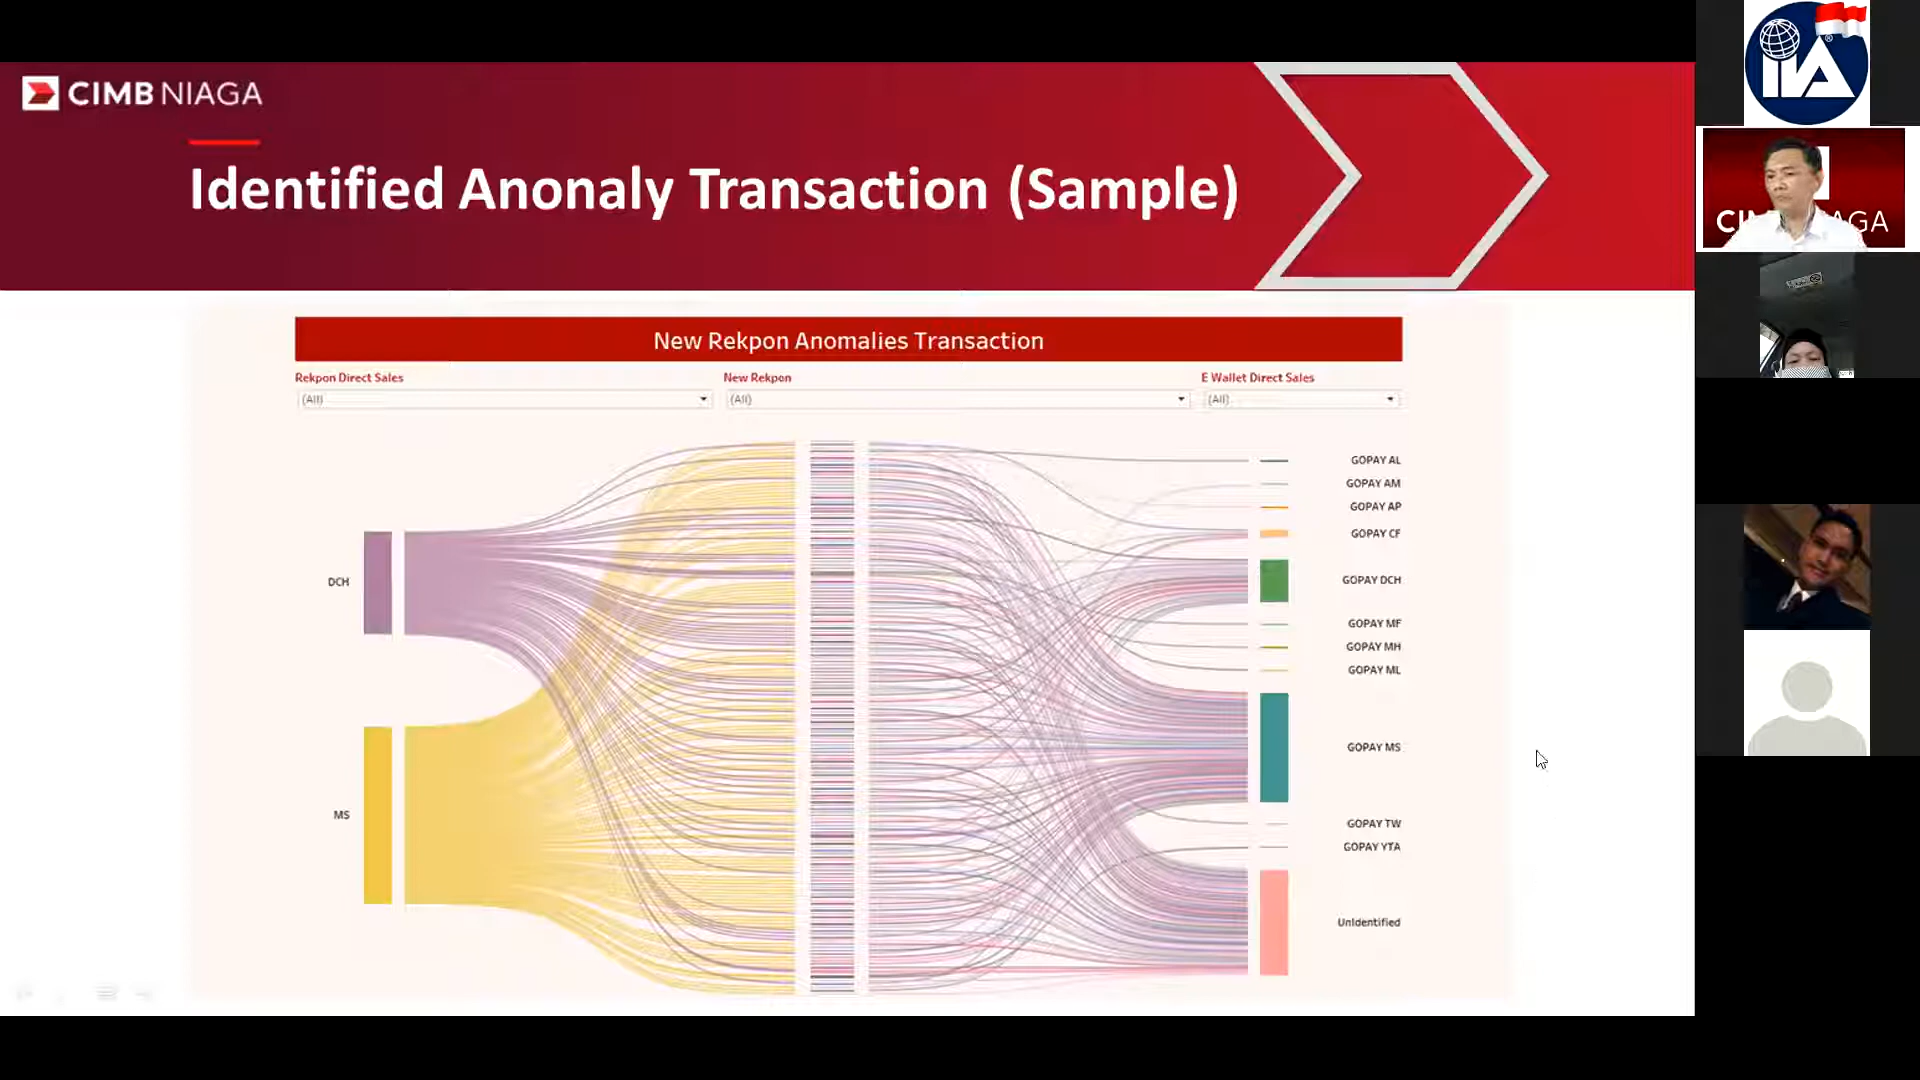 CIMB NIAGA
Identified Anonaly Transaction (Sample)
New Rekpon Anomalies Transaction
Rekpon Direct Sales
New Rekpon
E Wallet Direct Sales
(All)
(All)
(All)
DCH
MS
GOPAY AL
GOPAY AM
GOPAY AP
GOPAY CF
GOPAY DCH
GOPAY MF
GOPAY MH
GOPAY ML
GOPAY MS
GOPAY TW
GOPAY YTA
Unidentified
IIA